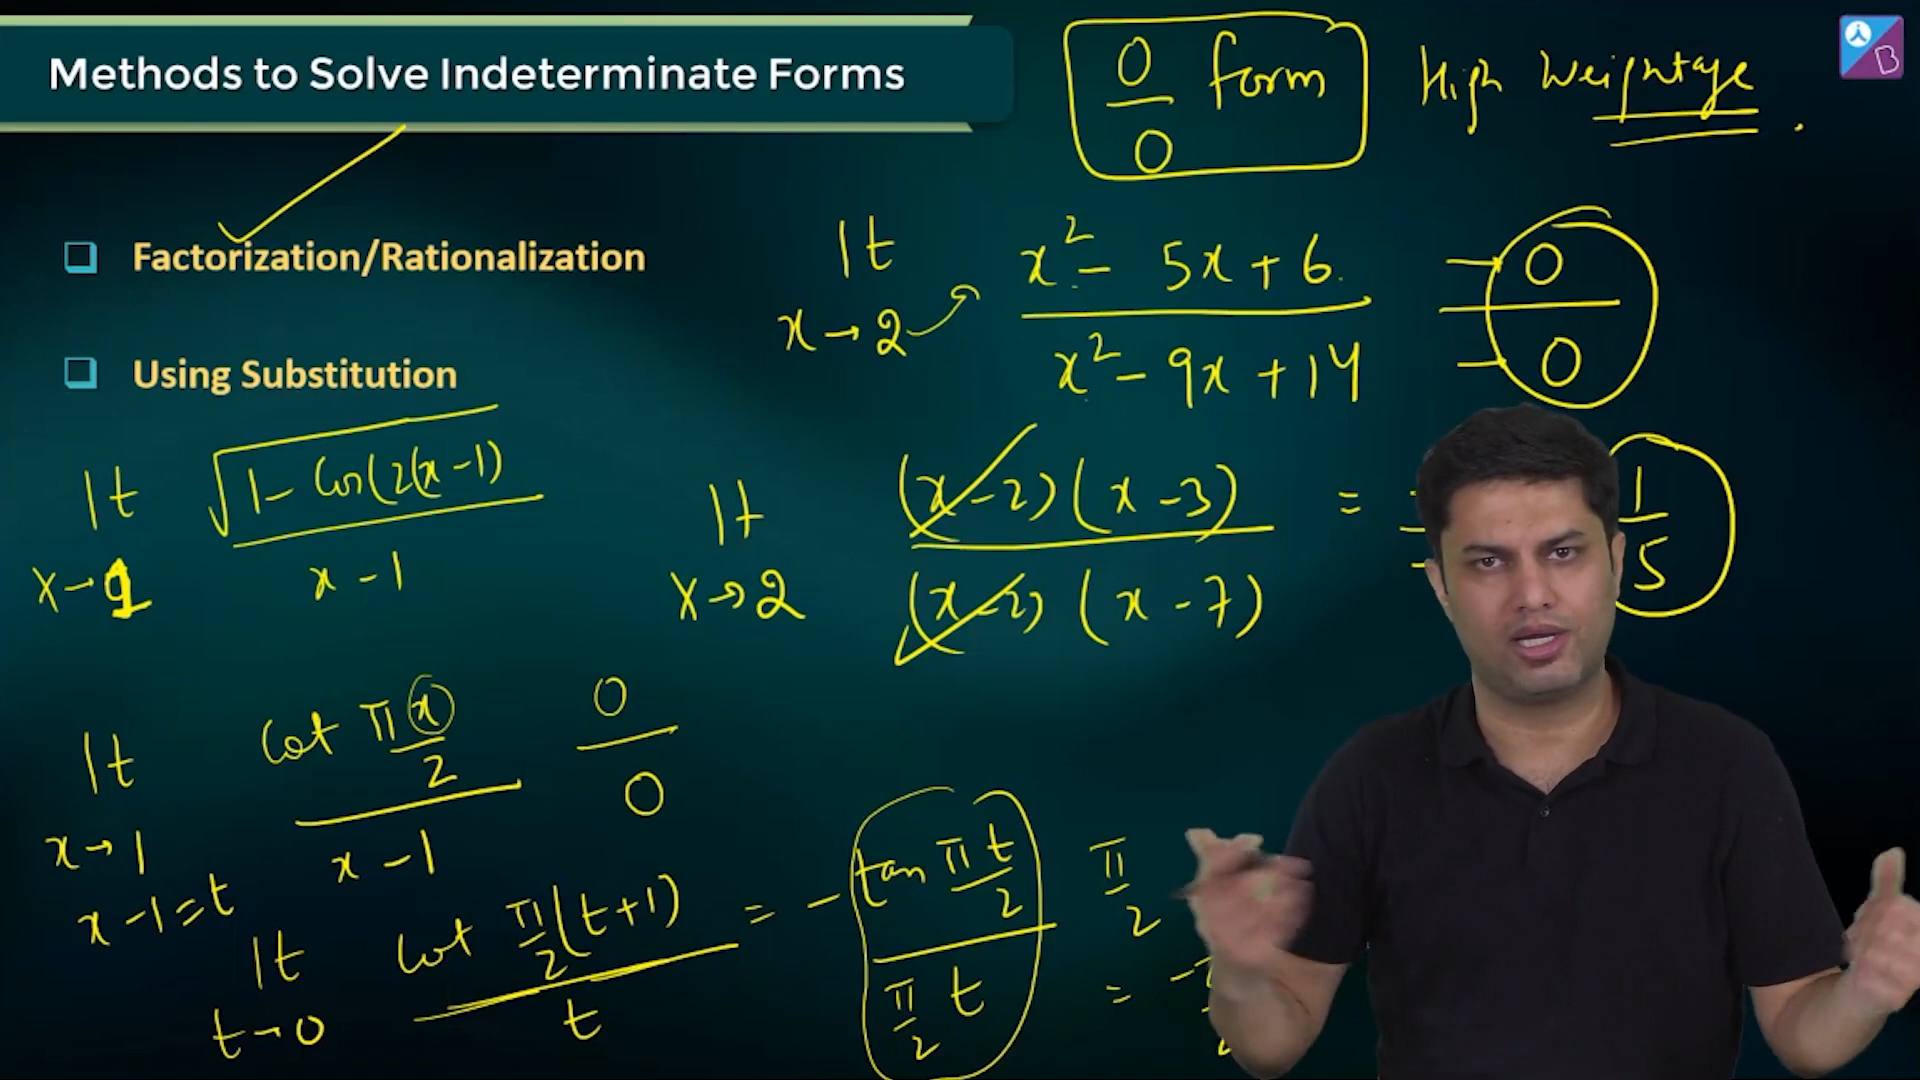 Methods to Solve Indeterminate Forms
0/0 form High Weightage.
Factorization/Rationalization
lt x→2 (x² - 5x + 6)/(x² - 9x + 14) → 0/→ 0
Using Substitution
lt x→1 √(1 - Cos(2(x-1))/(x-1)
lt x→2 (x-2)(x-3)/(x-2)(x-7) = 1/5
lt x→1 (cot πx/2)/(x-1) 0/0
x-1=t
lt t→0 (cot π/2(t+1))/t = - (tan πt/2)/(π/2 t) π/2
= -
B